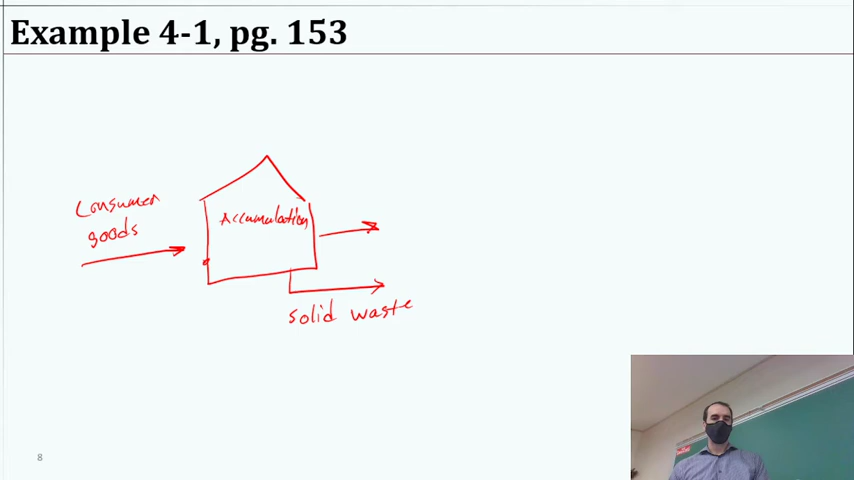 Example 4-1, pg. 153
Consumer
goods
Accumulation
solid waste
8